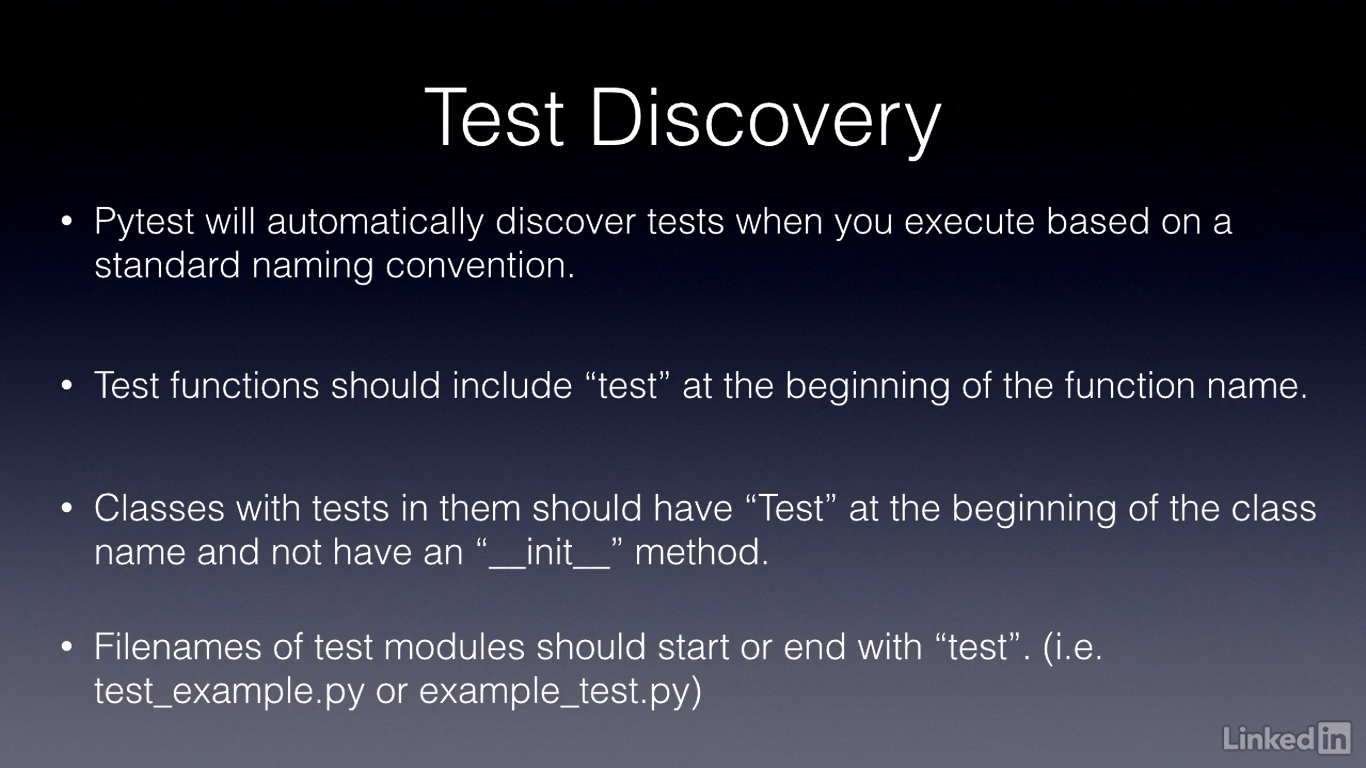 Test Discovery
• Pytest will automatically discover tests when you execute based on a
standard naming convention.
• Test functions should include “test” at the beginning of the function name.
• Classes with tests in them should have “Test” at the beginning of the class
name and not have an “__init__” method.
• Filenames of test modules should start or end with “test”. (i.e.
test_example.py or example_test.py)
LinkedIn